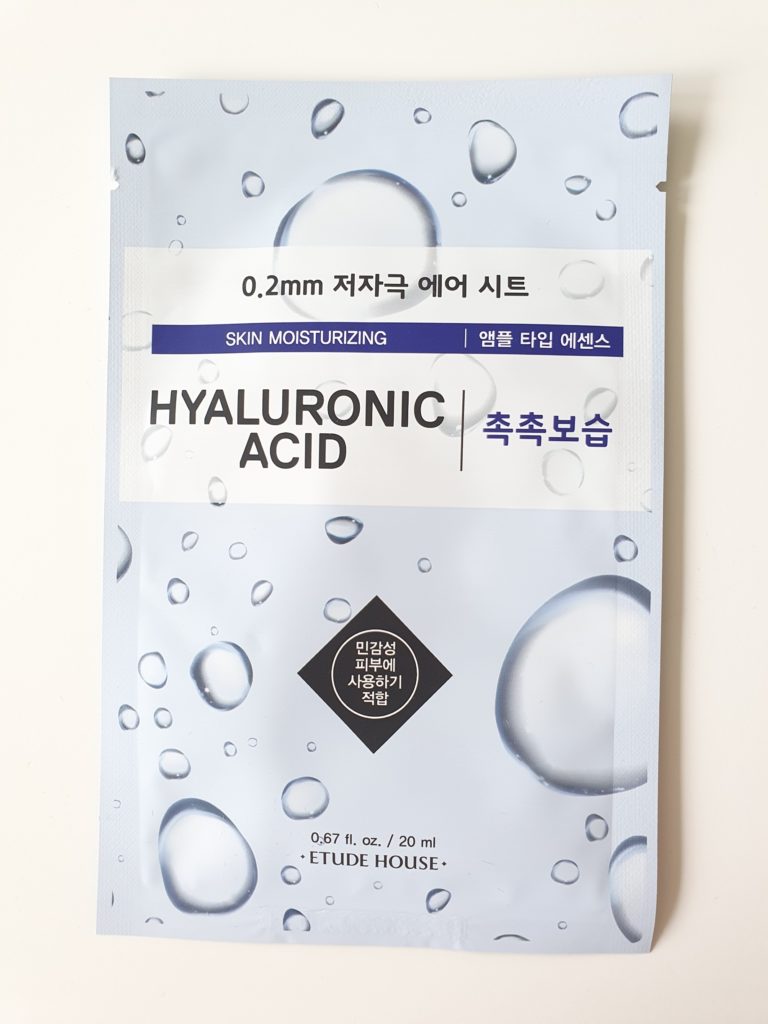 0.2mm 저자극 에어 시트
SKIN MOISTURIZING | 앰플 타입 에센스
HYALURONIC
ACID
촉촉보습
민감성
피부에
사용하기
적합
0.67 fl. oz. / 20 ml
ETUDE HOUSE